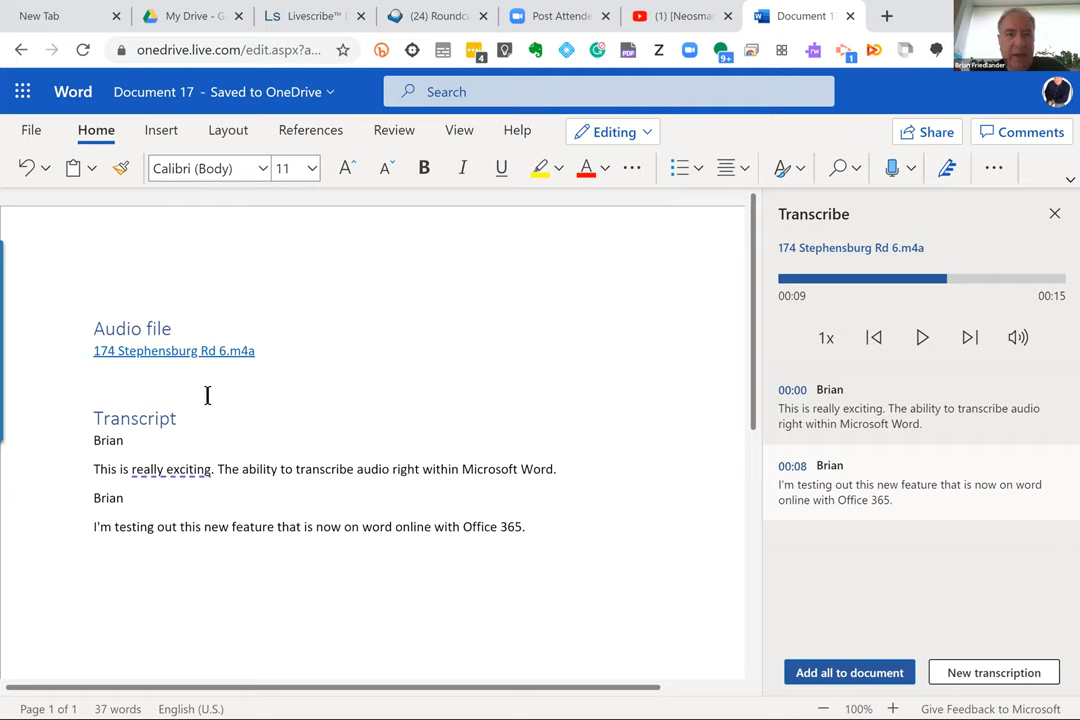 New Tab
My Drive - G
Ls Livescribe™
(24) Roundc
Post Attende
(1) [Neosma
Document 1
onedrive.live.com/edit.aspx?a...
4
PDF
Z
9+
1
Brian Friedlander
Word
Document 17 - Saved to OneDrive
Search
File
Home
Insert
Layout
References
Review
View
Help
Editing
Share
Comments
Calibri (Body)
11
A
A
B
I
U
A
Transcribe
174 Stephensburg Rd 6.m4a
00:09
00:15
1x
00:00 Brian
This is really exciting. The ability to transcribe audio
right within Microsoft Word.
00:08 Brian
I'm testing out this new feature that is now on word
online with Office 365.
Add all to document
New transcription
Audio file
174 Stephensburg Rd 6.m4a
Transcript
Brian
This is really exciting. The ability to transcribe audio right within Microsoft Word.
Brian
I'm testing out this new feature that is now on word online with Office 365.
Page 1 of 1
37 words
English (U.S.)
100%
Give Feedback to Microsoft